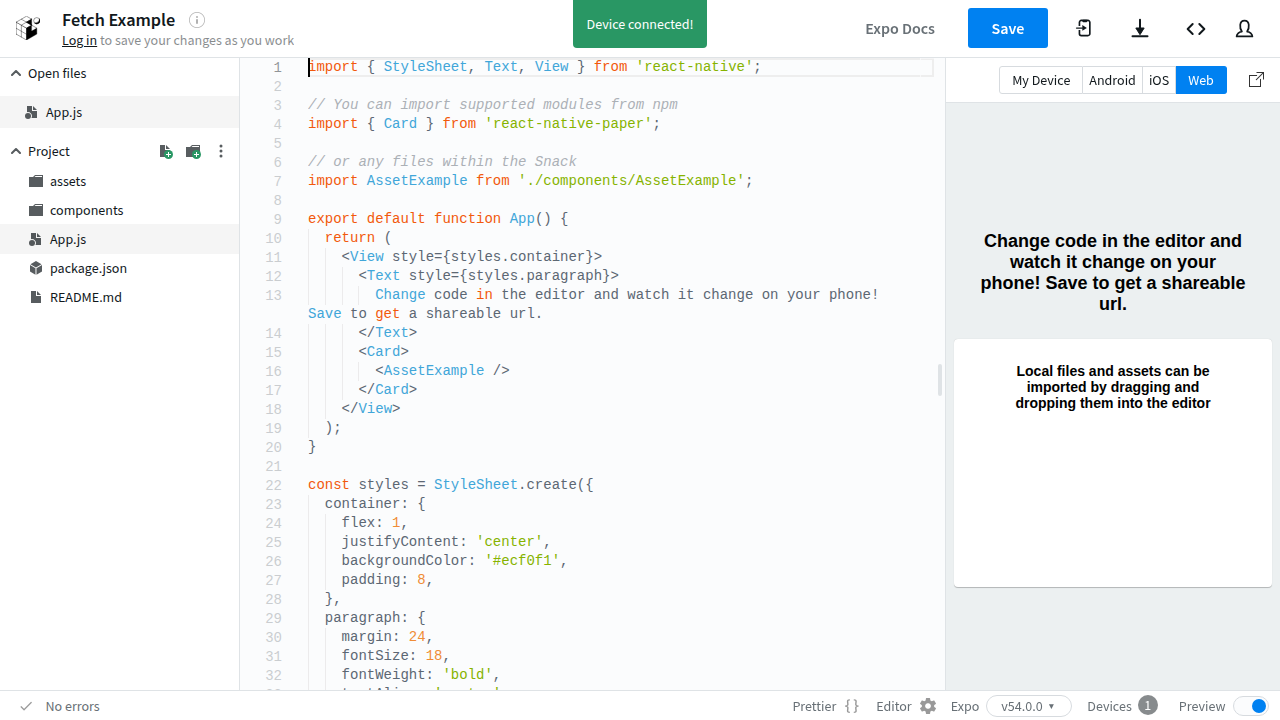 Fetch Example
Log in to save your changes as you work
Device connected!
Expo Docs
Save
Open files
App.js
Project
assets
components
App.js
package.json
README.md
1 import { StyleSheet, Text, View } from 'react-native';
2
3 // You can import supported modules from npm
4 import { Card } from 'react-native-paper';
5
6 // or any files within the Snack
7 import AssetExample from './components/AssetExample';
8
9 export default function App() {
10 return (
11 <View style={styles.container}>
12 <Text style={styles.paragraph}>
13 Change code in the editor and watch it change on your phone!
Save to get a shareable url.
14 </Text>
15 <Card>
16 <AssetExample />
17 </Card>
18 </View>
19 );
20 }
21
22 const styles = StyleSheet.create({
23 container: {
24 flex: 1,
25 justifyContent: 'center',
26 backgroundColor: '#ecf0f1',
27 padding: 8,
28 },
29 paragraph: {
30 margin: 24,
31 fontSize: 18,
32 fontWeight: 'bold',
My Device
Android
iOS
Web
Change code in the editor and
watch it change on your
phone! Save to get a shareable
url.
Local files and assets can be
imported by dragging and
dropping them into the editor
No errors
Prettier {}
Editor
Expo
v54.0.0
Devices 1
Preview